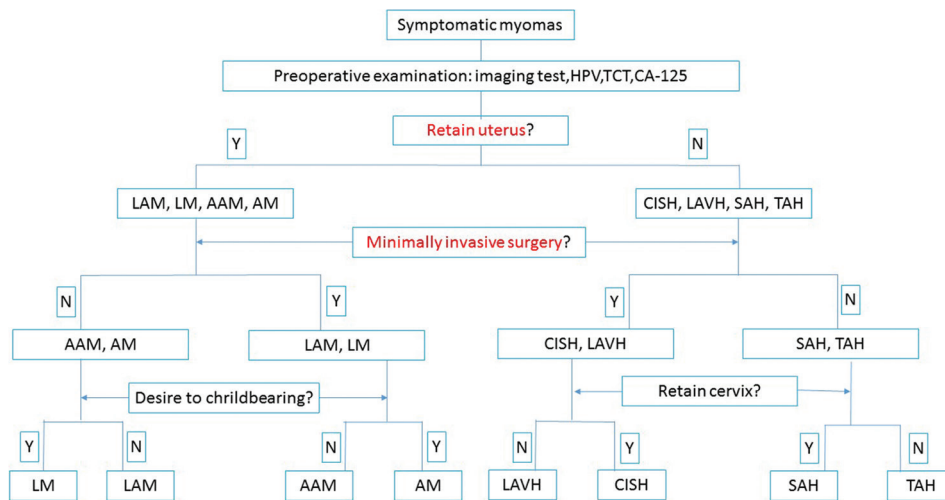 Symptomatic myomas
Preoperative examination: imaging test,HPV,TCT,CA-125
Retain uterus?
Y
N
LAM, LM, AAM, AM
CISH, LAVH, SAH, TAH
Minimally invasive surgery?
N
Y
Y
N
AAM, AM
LAM, LM
CISH, LAVH
SAH, TAH
Desire to chrildbearing?
Retain cervix?
Y
N
N
Y
N
Y
Y
N
LM
LAM
AAM
AM
LAVH
CISH
SAH
TAH